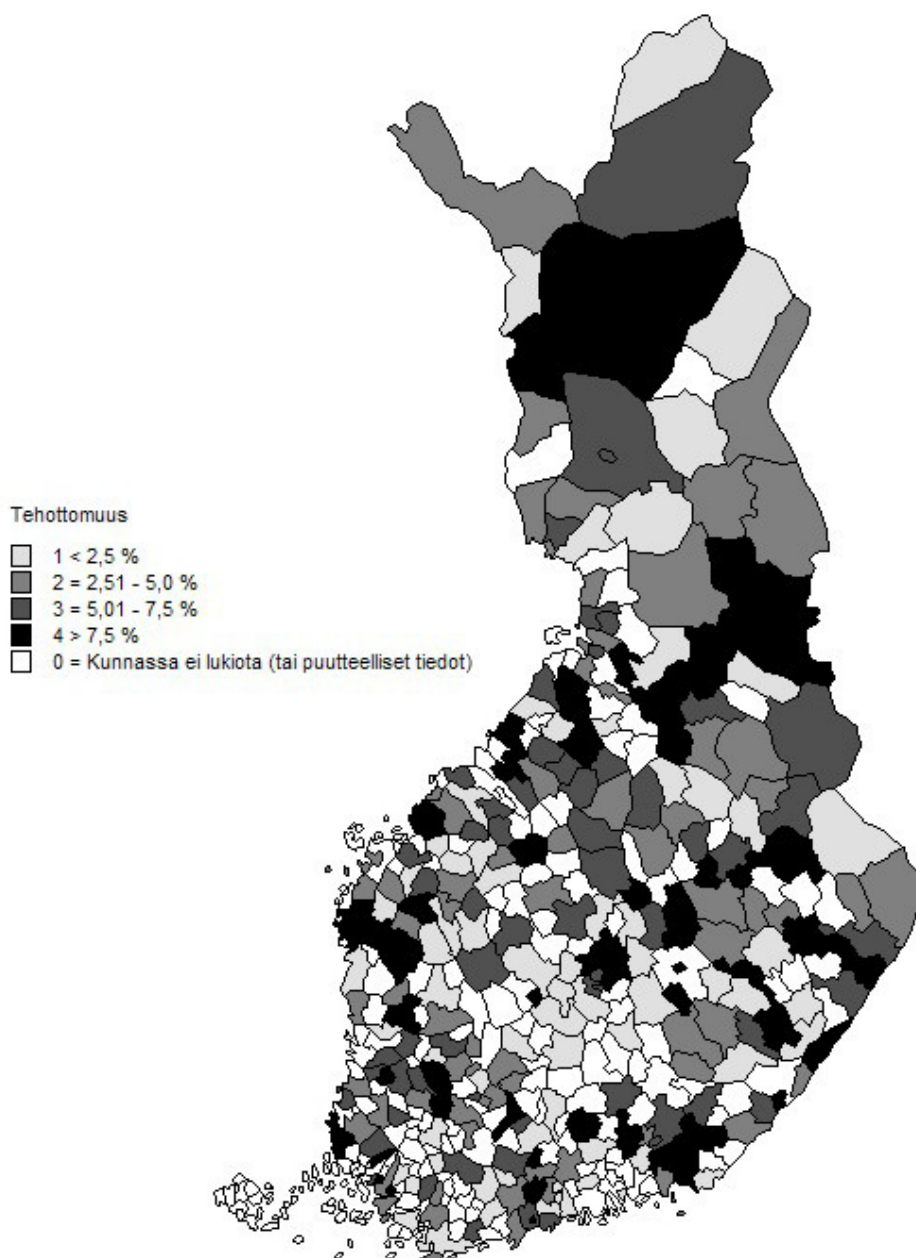 Tehottomuus
1 < 2,5 %
2 = 2,51 - 5,0 %
3 = 5,01 - 7,5 %
4 > 7,5 %
0 = Kunnassa ei lukiota (tai puutteelliset tiedot)